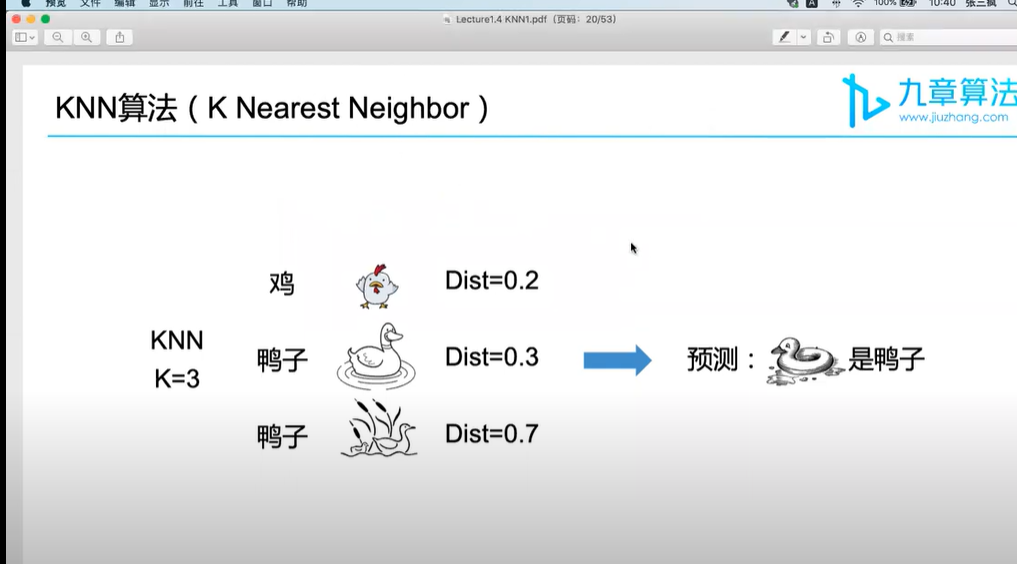 预览 文件 编辑 显示 前往 工具 窗口 帮助
100% 10:40 张三疯
Lecture1.4 KNN1.pdf（页码：20/53）
搜索
KNN算法（K Nearest Neighbor）
九章算法
www.jiuzhang.com
鸡 Dist=0.2
KNN
K=3
鸭子 Dist=0.3
预测： 是鸭子
鸭子 Dist=0.7